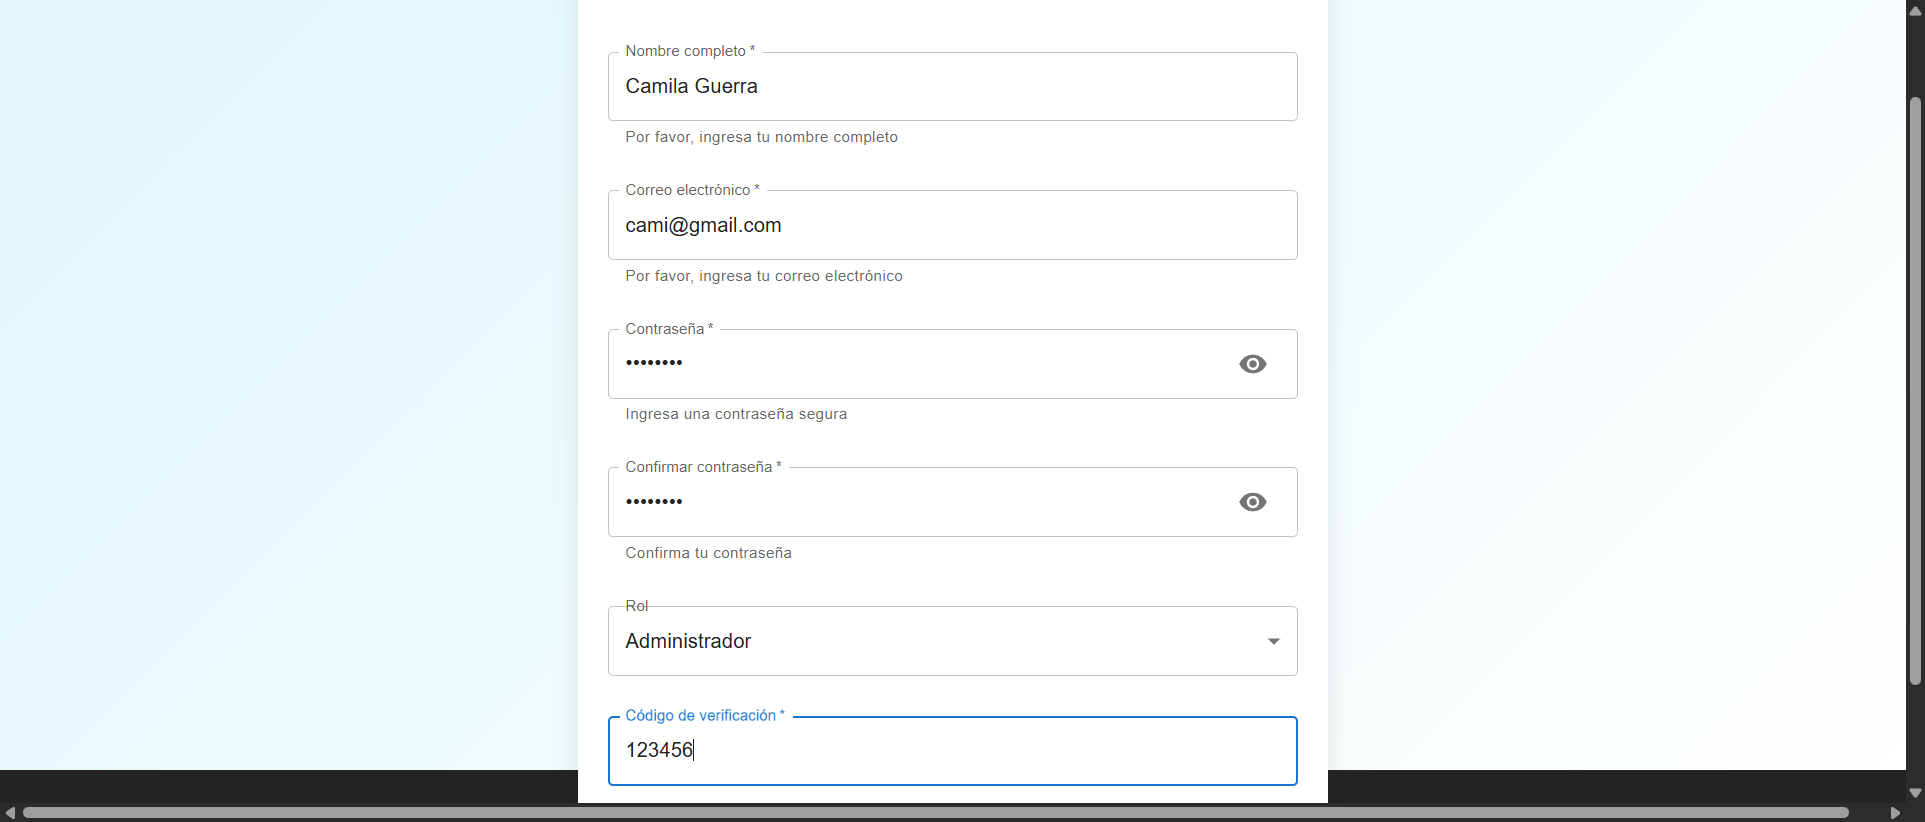 Nombre completo *
Camila Guerra
Por favor, ingresa tu nombre completo
Correo electrónico *
cami@gmail.com
Por favor, ingresa tu correo electrónico
Contraseña *
••••••••
Ingresa una contraseña segura
Confirmar contraseña *
••••••••
Confirma tu contraseña
Rol
Administrador
Código de verificación *
123456